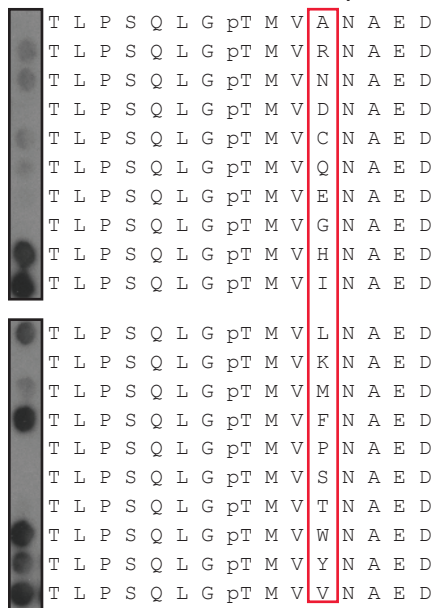 T L P S Q L G pT M V A N A E D
T L P S Q L G pT M V R N A E D
T L P S Q L G pT M V N N A E D
T L P S Q L G pT M V D N A E D
T L P S Q L G pT M V C N A E D
T L P S Q L G pT M V Q N A E D
T L P S Q L G pT M V E N A E D
T L P S Q L G pT M V G N A E D
T L P S Q L G pT M V H N A E D
T L P S Q L G pT M V I N A E D
T L P S Q L G pT M V L N A E D
T L P S Q L G pT M V K N A E D
T L P S Q L G pT M V M N A E D
T L P S Q L G pT M V F N A E D
T L P S Q L G pT M V P N A E D
T L P S Q L G pT M V S N A E D
T L P S Q L G pT M V T N A E D
T L P S Q L G pT M V W N A E D
T L P S Q L G pT M V Y N A E D
T L P S Q L G pT M V V N A E D